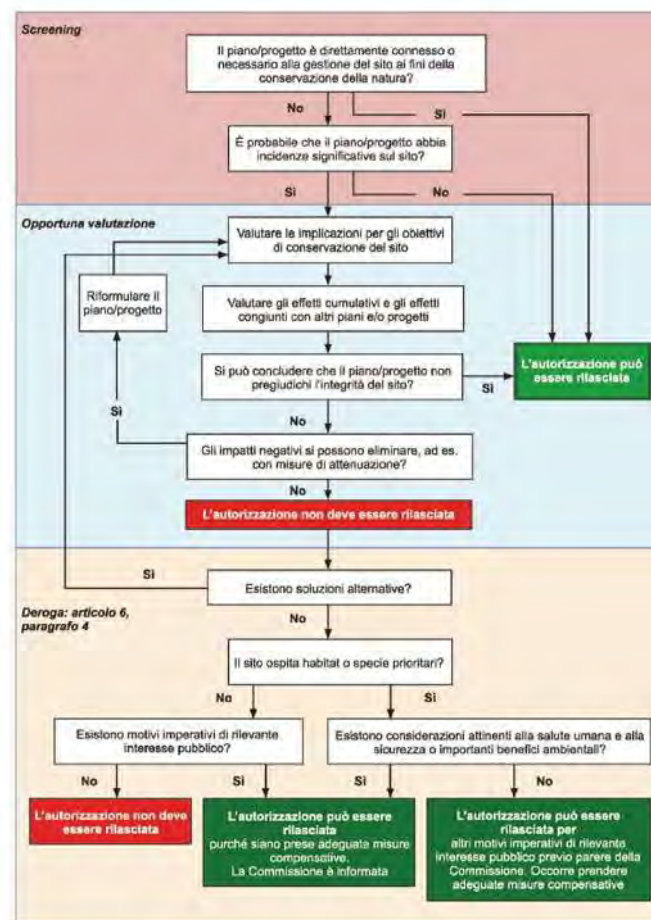 Screening
Il piano/progetto è direttamente connesso o
necessario alla gestione del sito ai fini della
conservazione della natura?
No
Sì
È probabile che il piano/progetto abbia
incidenze significative sul sito?
Sì
No
Opportuna valutazione
Valutare le implicazioni per gli obiettivi
di conservazione del sito
Riformulare il
piano/progetto
Valutare gli effetti cumulativi e gli effetti
congiunti con altri piani e/o progetti
L'autorizzazione può
essere rilasciata
Si può concludere che il piano/progetto non
pregiudichi l'integrità del sito?
Sì
Sì
No
Gli impatti negativi si possono eliminare, ad es.
con misure di attenuazione?
No
L'autorizzazione non deve essere rilasciata
Sì
Esistono soluzioni alternative?
Deroga: articolo 6,
paragrafo 4
No
Il sito ospita habitat o specie prioritari?
No
Sì
Esistono motivi imperativi di rilevante
interesse pubblico?
Esistono considerazioni attinenti alla salute umana e alla
sicurezza o importanti benefici ambientali?
No
Sì
Sì
No
L'autorizzazione non deve
essere rilasciata
L'autorizzazione può essere
rilasciata
purché siano prese adeguate misure
compensative.
La Commissione è informata
L'autorizzazione può essere
rilasciata per
altri motivi imperativi di rilevante
interesse pubblico previo parere della
Commissione. Occorre prendere
adeguate misure compensative